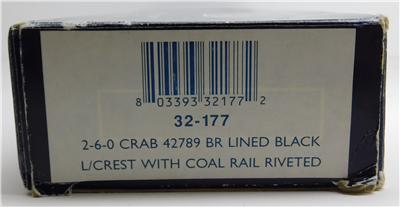 8 03393 32177 2
32-177
2-6-0 CRAB 42789 BR LINED BLACK
L/CREST WITH COAL RAIL RIVETED